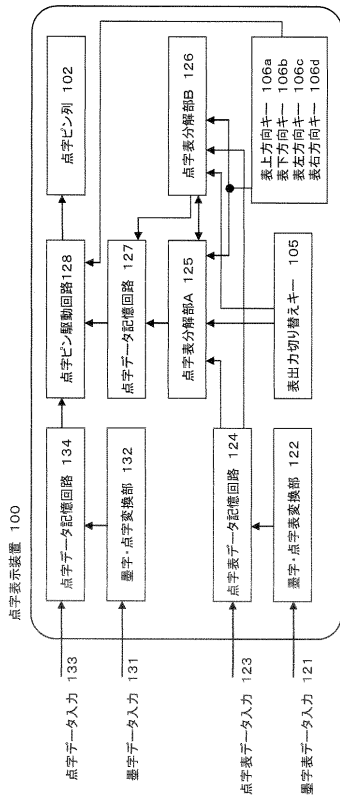 点字表示装置 100
点字データ入力 133
墨字データ入力 131
点字表データ入力 123
墨字表データ入力 121
点字データ記憶回路 134
墨字・点字変換部 132
点字表データ記憶回路 124
墨字・点字表変換部 122
点字ピン駆動回路128
点字データ記憶回路 127
点字表分解部A 125
表出力切り替えキー 105
点字ピン列 102
点字表分解部B 126
表上方向キー 106a
表下方向キー 106b
表左方向キー 106c
表右方向キー 106d